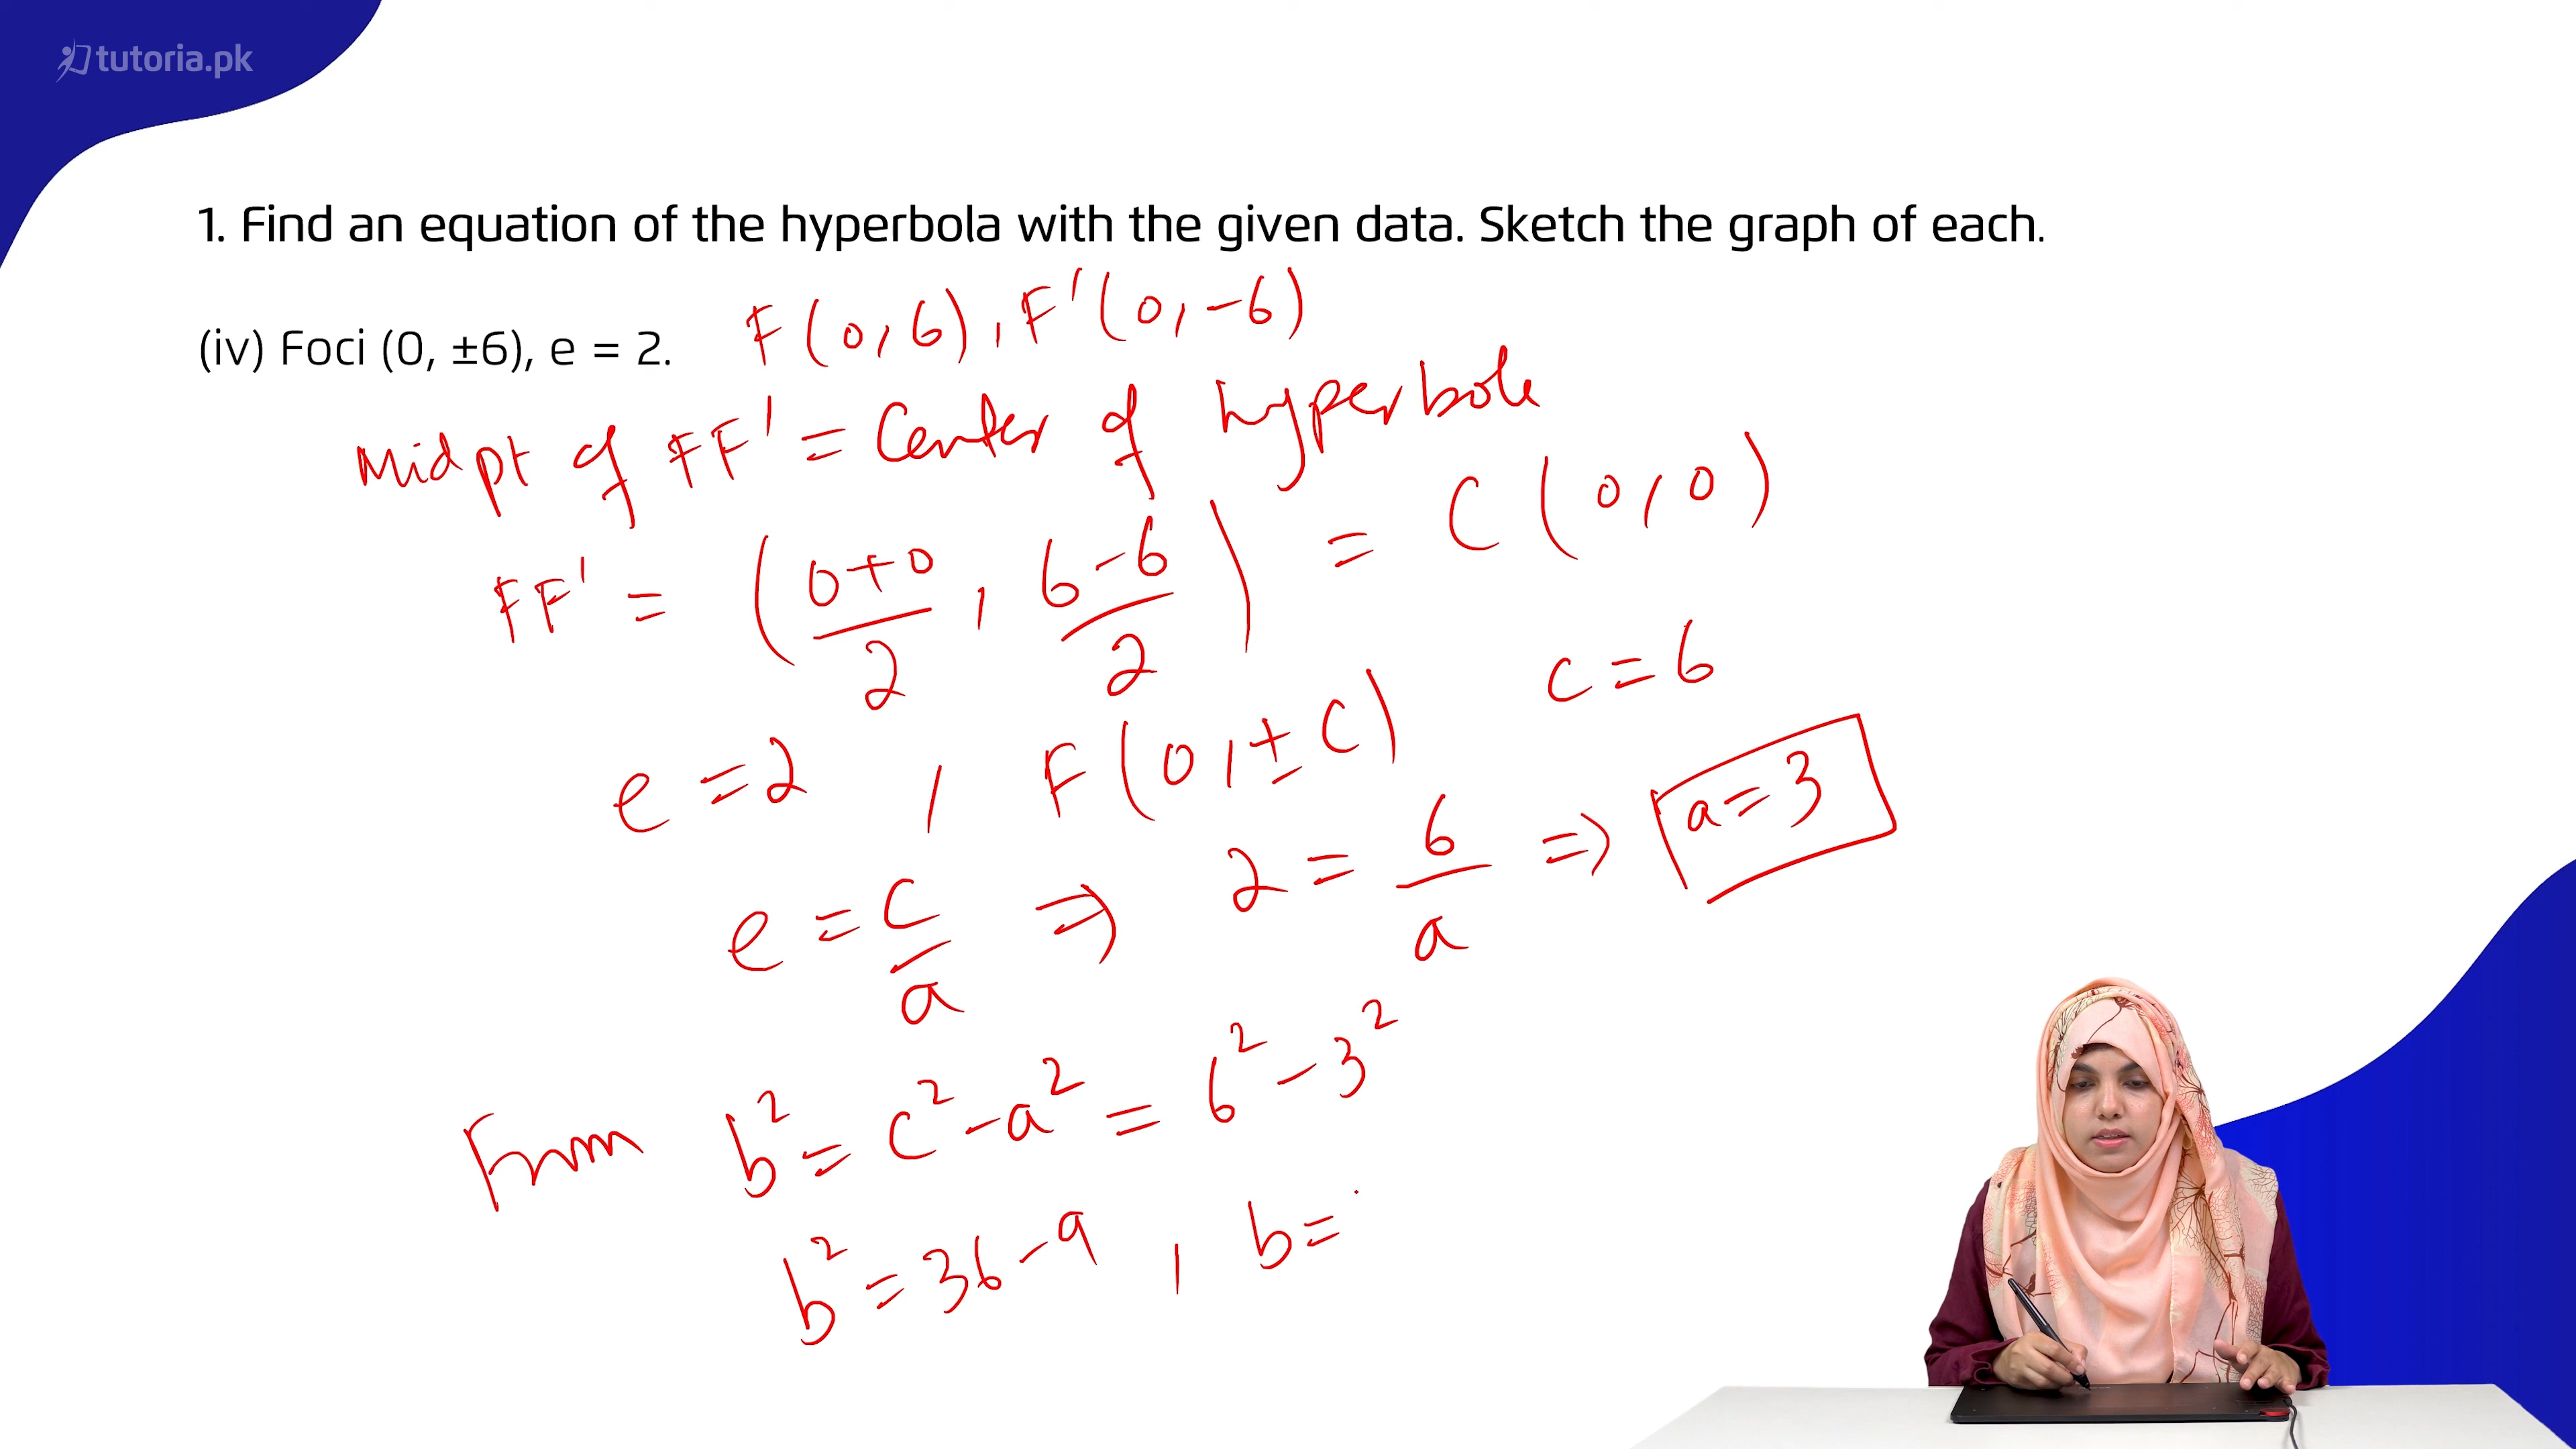 tutoria.pk
1. Find an equation of the hyperbola with the given data. Sketch the graph of each.
(iv) Foci (0, ±6), e = 2. F(0,6), F'(0,-6)
Mid pt of FF' = Center of hyperbola
FF' = (0+0/2, 6-6/2) = C(0,0)
e = 2, F(0, ±c) c = 6
e = c/a ⇒ 2 = 6/a ⇒ a = 3
From b² = c² - a² = 6² - 3²
b² = 36 - 9, b =